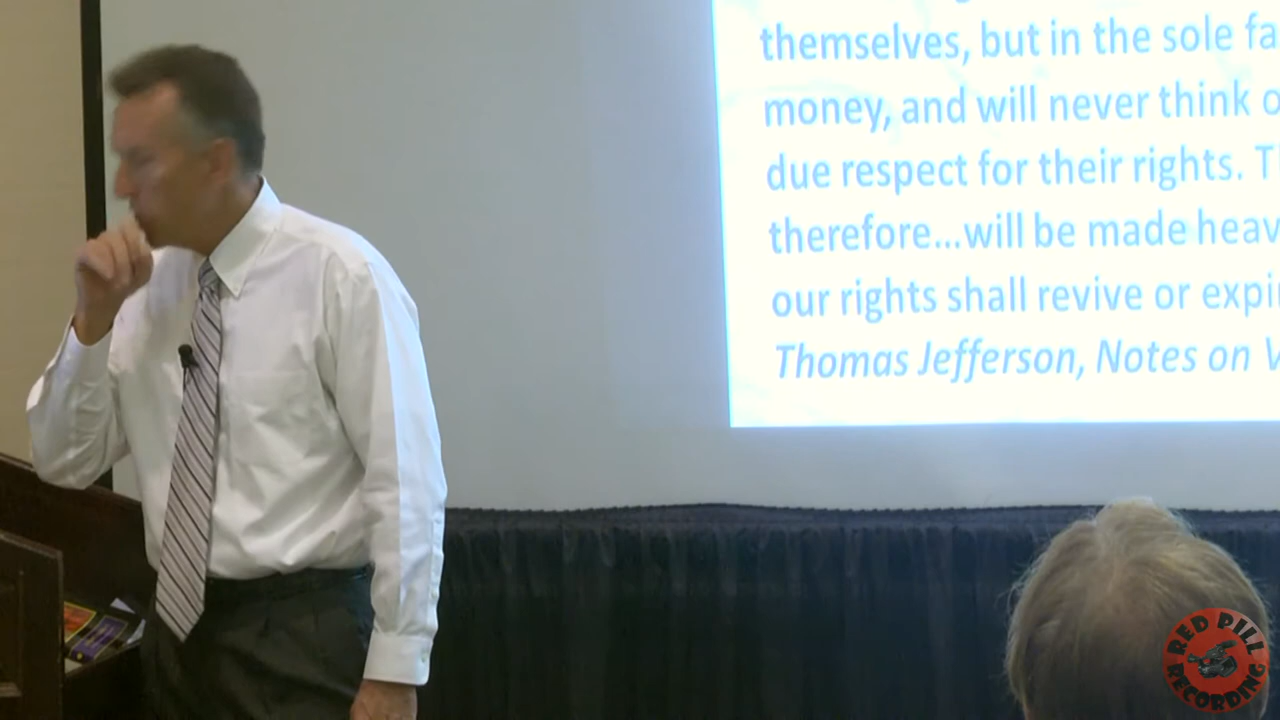 themselves, but in the sole fa
money, and will never think o
due respect for their rights. T
therefore...will be made heav
our rights shall revive or expi
Thomas Jefferson, Notes on V
RED PILL
RECORDING